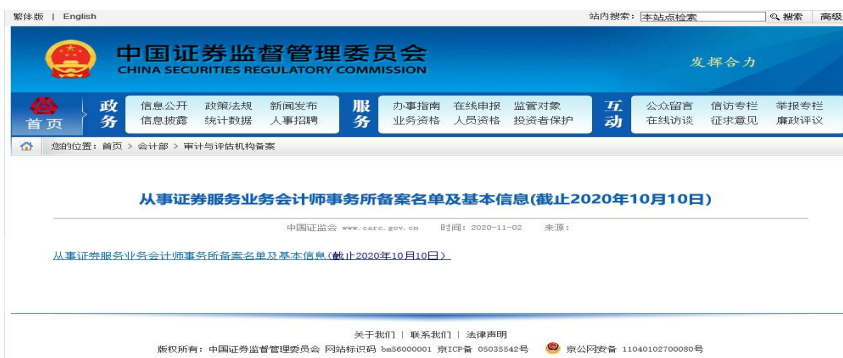 繁体版 | English 站内搜索: 本站点检索 搜索 高级
中国证券监督管理委员会
CHINA SECURITIES REGULATORY COMMISSION
发挥合力
首页
政务
信息公开 政策法规 新闻发布
信息披露 统计数据 人事招聘
服务
办事指南 在线申报 监管对象
业务资格 人员资格 投资者保护
互动
公众留言 信访专栏 举报专栏
在线访谈 征求意见 廉政评议
您的位置: 首页 > 会计部 > 审计与评估机构备案
从事证券服务业务会计师事务所备案名单及基本信息(截止2020年10月10日)
中国证监会 www.csrc.gov.cn 时间: 2020-11-02 来源:
从事证券服务业务会计师事务所备案名单及基本信息(截止2020年10月10日)
关于我们 | 联系我们 | 法律声明
版权所有: 中国证券监督管理委员会 网站标识码 bm56000001 京ICP备 05035542号 京公网安备 11040102700080号